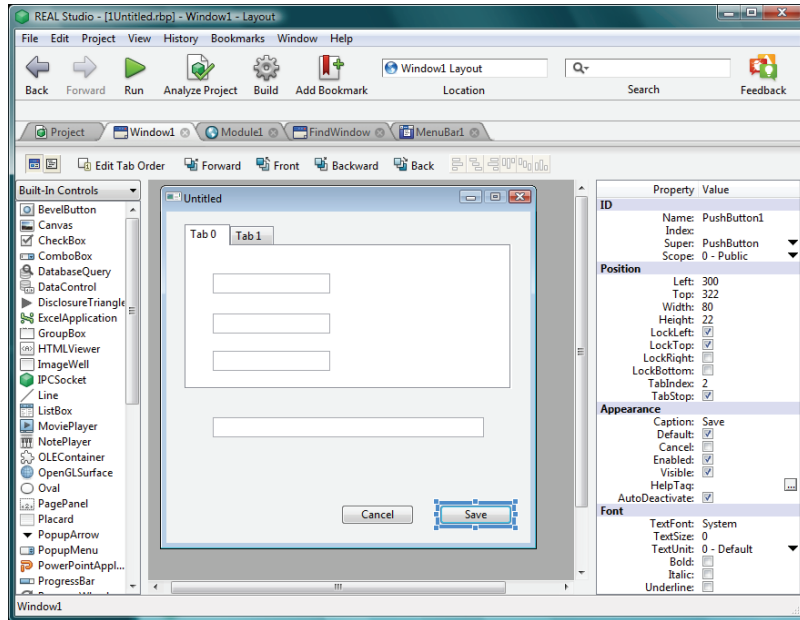 REAL Studio - [1Untitled.rbp] - Window1 - Layout
File Edit Project View History Bookmarks Window Help
Window1 Layout
Back Forward Run Analyze Project Build Add Bookmark Location Search Feedback
Project Window1 Module1 FindWindow MenuBar1
Edit Tab Order Forward Front Backward Back
Built-In Controls
BevelButton
Canvas
CheckBox
ComboBox
DatabaseQuery
DataControl
DisclosureTriangle
ExcelApplication
GroupBox
HTMLViewer
ImageWell
IPCSocket
Line
ListBox
MoviePlayer
NotePlayer
OLEContainer
OpenGLSurface
Oval
PagePanel
Placard
PopupArrow
PopupMenu
PowerPointAppl...
ProgressBar
Untitled
Tab 0 Tab 1
Cancel Save
Property Value
ID
Name: PushButton1
Index:
Super: PushButton
Scope: 0 - Public
Position
Left: 300
Top: 322
Width: 80
Height: 22
LockLeft:
LockTop:
LockRight:
LockBottom:
TabIndex: 2
TabStop:
Appearance
Caption: Save
Default:
Cancel:
Enabled:
Visible:
HelpTag: ...
AutoDeactivate:
Font
TextFont: System
TextSize: 0
TextUnit: 0 - Default
Bold:
Italic:
Underline:
Window1